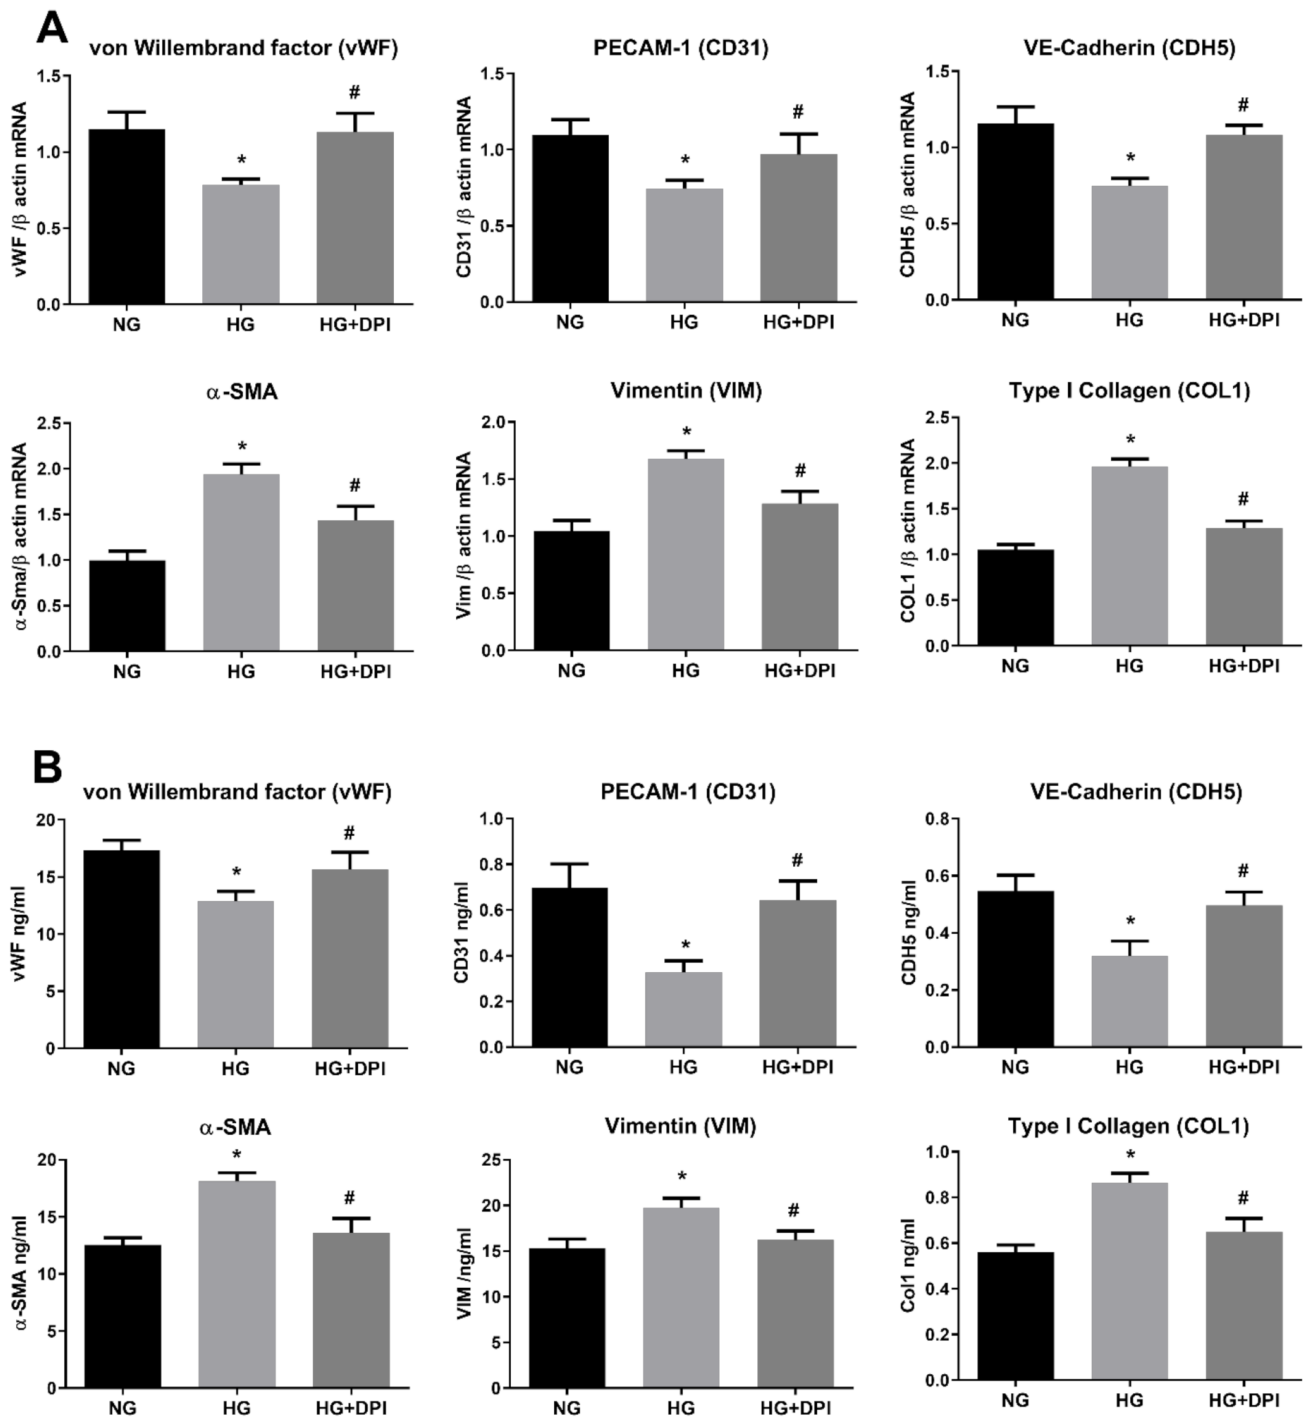 A
von Willembrand factor (vWF)
vWF /β actin mRNA
1.5
1.0
0.5
0.0
*
#
NG HG HG+DPI
PECAM-1 (CD31)
CD31 /β actin mRNA
1.5
1.0
0.5
0.0
*
#
NG HG HG+DPI
VE-Cadherin (CDH5)
CDH5 /β actin mRNA
1.5
1.0
0.5
0.0
*
#
NG HG HG+DPI
α-SMA
α-Sma/β actin mRNA
2.5
2.0
1.5
1.0
0.5
0.0
*
#
NG HG HG+DPI
Vimentin (VIM)
Vim /β actin mRNA
2.0
1.5
1.0
0.5
0.0
*
#
NG HG HG+DPI
Type I Collagen (COL1)
COL1 /β actin mRNA
2.5
2.0
1.5
1.0
0.5
0.0
*
#
NG HG HG+DPI
B
von Willembrand factor (vWF)
vWF ng/ml
20
15
10
5
0
*
#
NG HG HG+DPI
PECAM-1 (CD31)
CD31 ng/ml
1.0
0.8
0.6
0.4
0.2
0.0
*
#
NG HG HG+DPI
VE-Cadherin (CDH5)
CDH5 ng/ml
0.8
0.6
0.4
0.2
0.0
*
#
NG HG HG+DPI
α-SMA
α-SMA ng/ml
20
15
10
5
0
*
#
NG HG HG+DPI
Vimentin (VIM)
VIM /ng/ml
25
20
15
10
5
0
*
#
NG HG HG+DPI
Type I Collagen (COL1)
Col1 ng/ml
1.0
0.8
0.6
0.4
0.2
0.0
*
#
NG HG HG+DPI